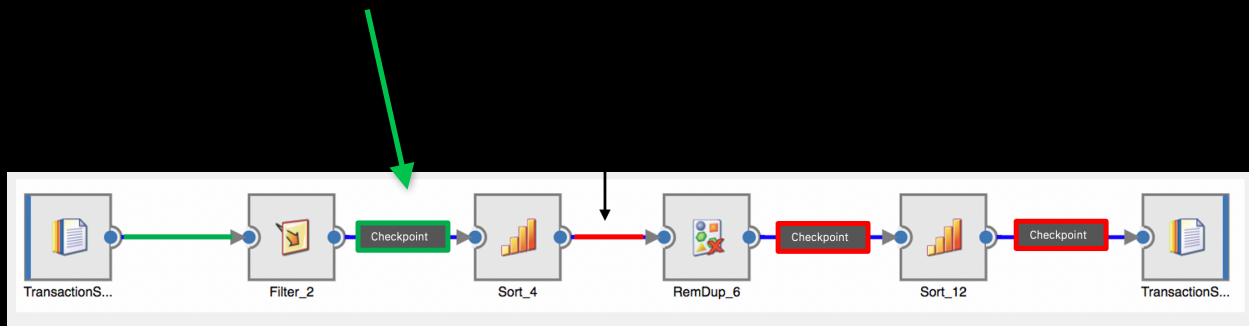 Checkpoint
Checkpoint
Checkpoint
TransactionS...
Filter_2
Sort_4
RemDup_6
Sort_12
TransactionS...